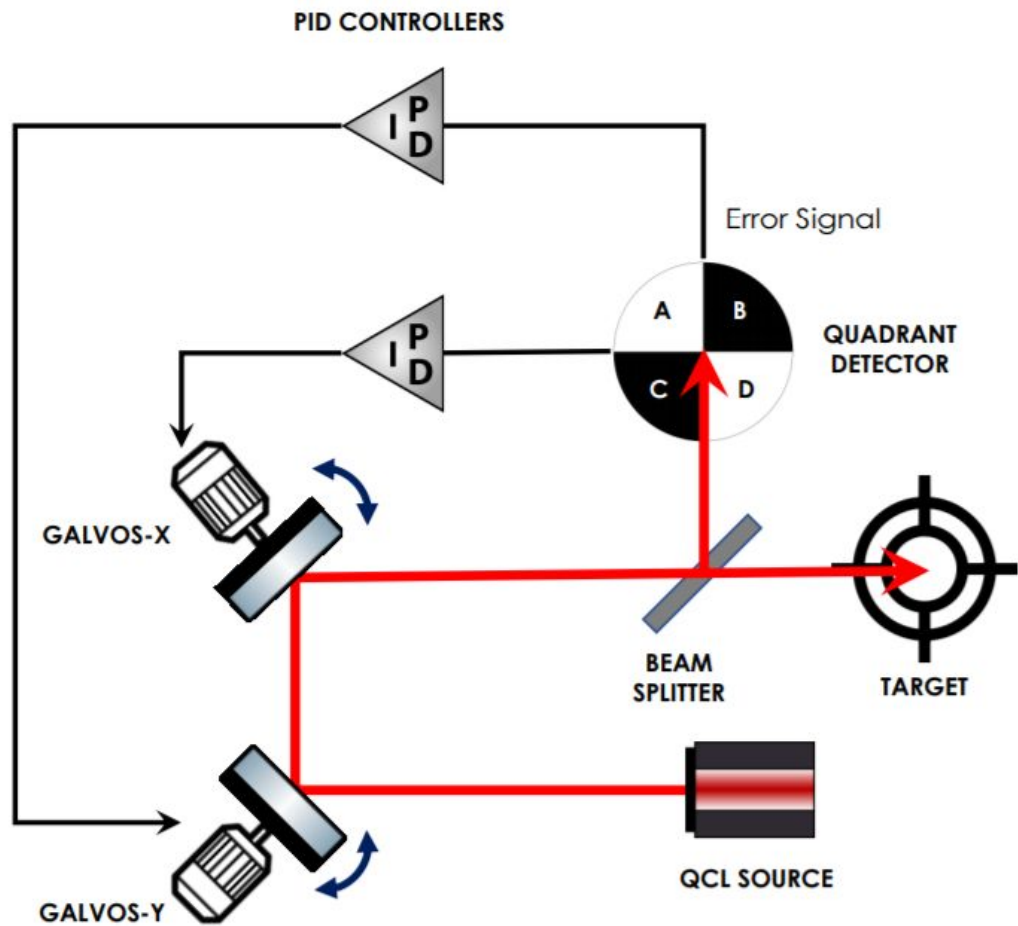 PID CONTROLLERS
P
I
D
Error Signal
A
B
P
I
D
C
D
QUADRANT
DETECTOR
GALVOS-X
BEAM
SPLITTER
TARGET
QCL SOURCE
GALVOS-Y